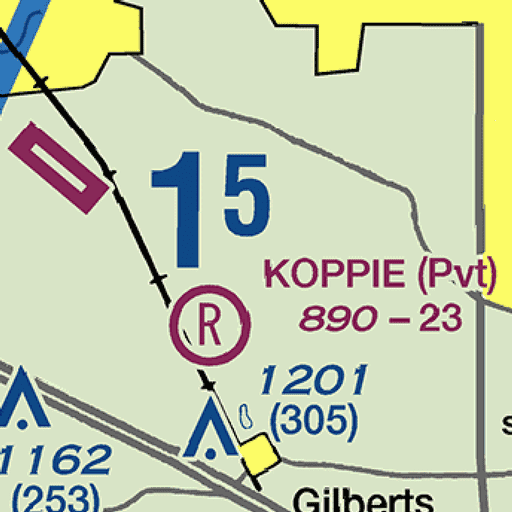 15
KOPPIE (Pvt)
890 – 23
R
1201
(305)
1162
(253)
s
Gilberts